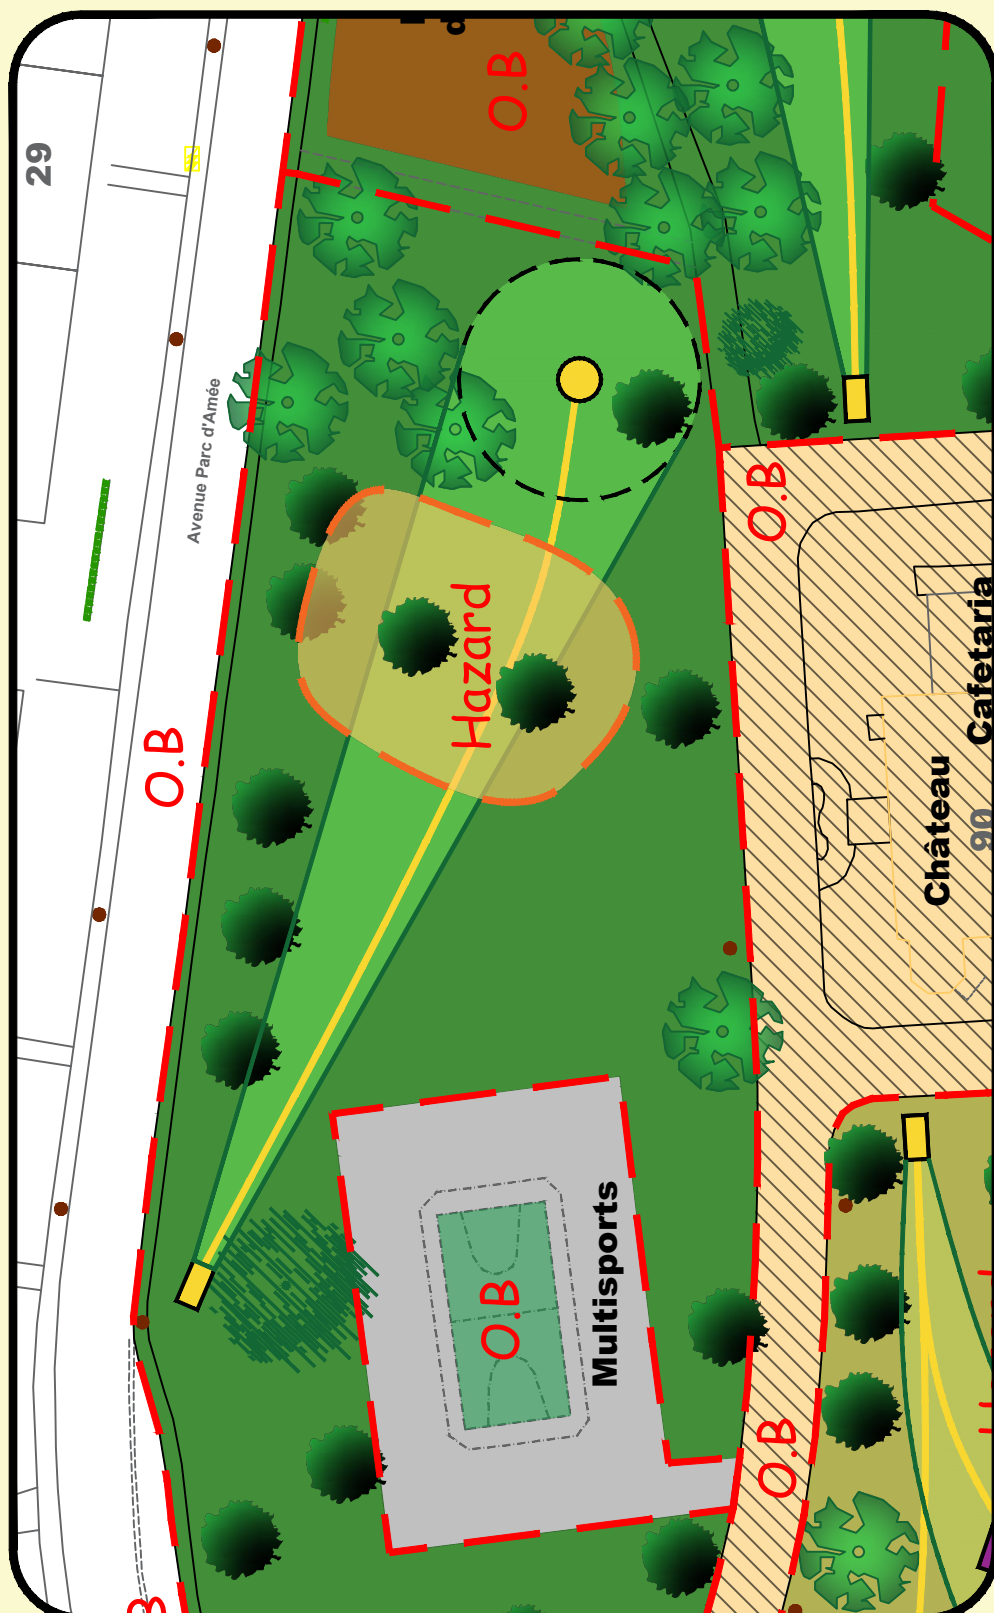 O.B
29
Avenue Parc d'Amée
O.B
Hazard
Cafetaria
O.B
Château
90
O.B
Multisports
O.B